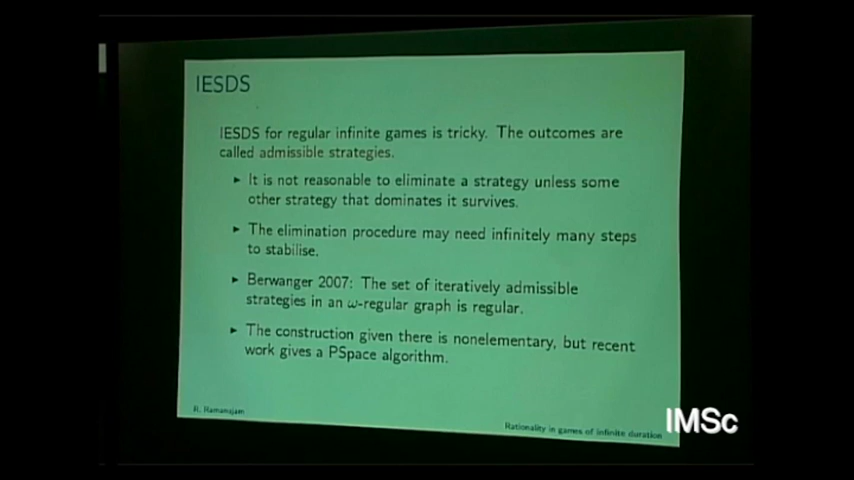 IESDS
IESDS for regular infinite games is tricky. The outcomes are
called admissible strategies.
► It is not reasonable to eliminate a strategy unless some
other strategy that dominates it survives.
► The elimination procedure may need infinitely many steps
to stabilise.
► Berwanger 2007: The set of iteratively admissible
strategies in an ω-regular graph is regular.
► The construction given there is nonelementary, but recent
work gives a PSpace algorithm.
R. Ramanujam
Rationality in games of infinite duration
IMSc